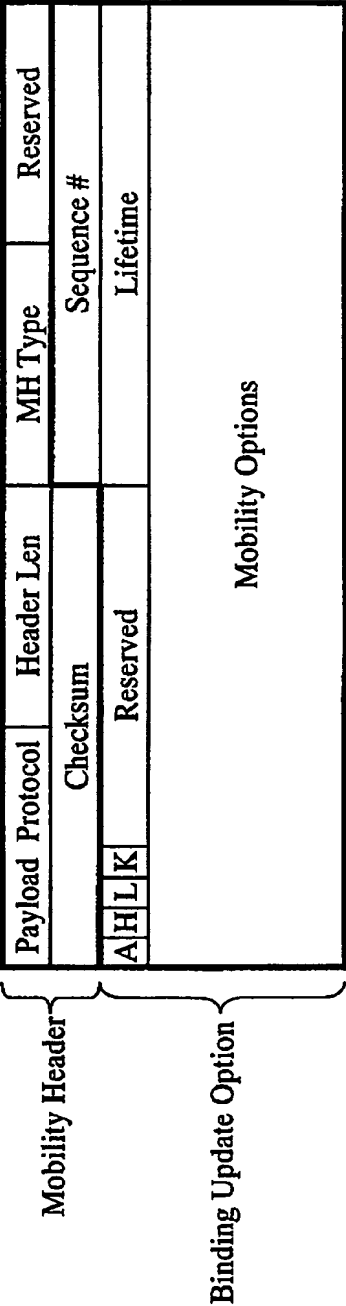 Mobility Header
Payload Protocol Header Len MH Type Reserved
Checksum Sequence #
Binding Update Option
A H L K Reserved Lifetime
Mobility Options